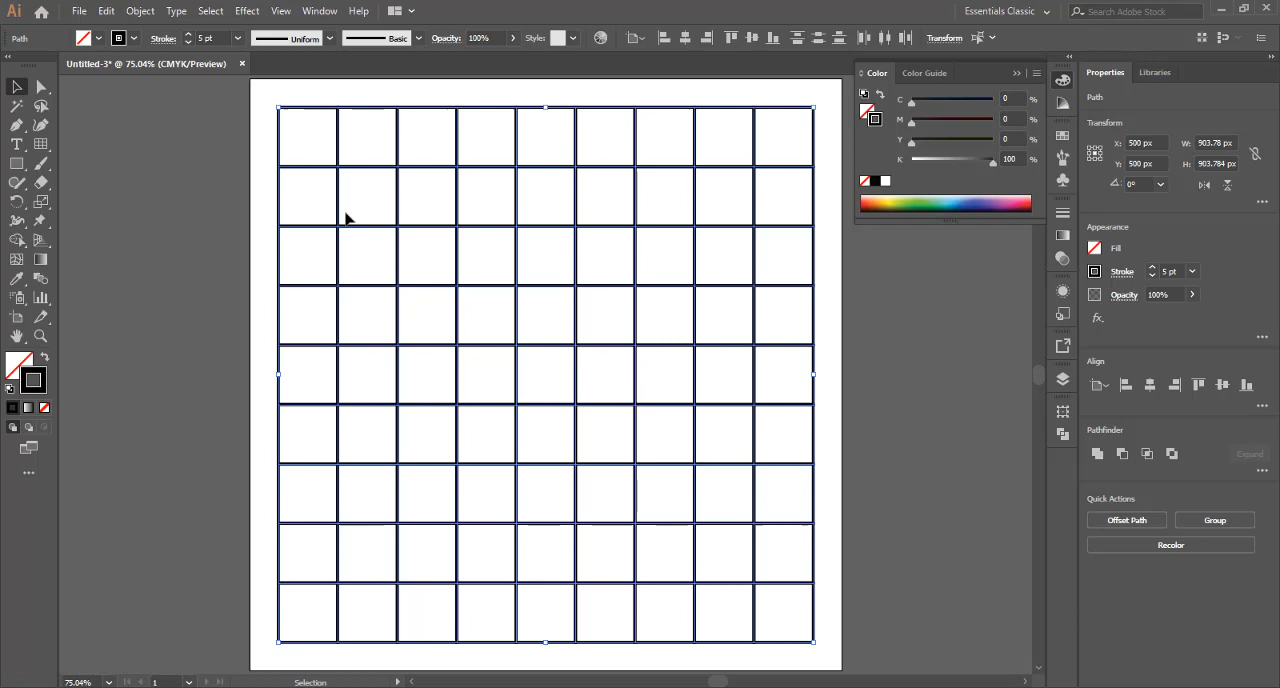 Ai File Edit Object Type Select Effect View Window Help Essentials Classic Search Adobe Stock
Path Stroke: 5 pt Uniform Basic Opacity: 100% Style: Transform
Untitled-3* @ 75.04% (CMYK/Preview) ×
Color Color Guide
C 0 %
M 0 %
Y 0 %
K 100 %
Properties Libraries
Path
Transform
X: 500 px W: 903.78 px
Y: 500 px H: 903.784 px
0°
Appearance
Fill
Stroke 5 pt
Opacity 100%
fx.
Align
Pathfinder
Expand
Quick Actions
Offset Path Group
Recolor
75.04% 1 Selection